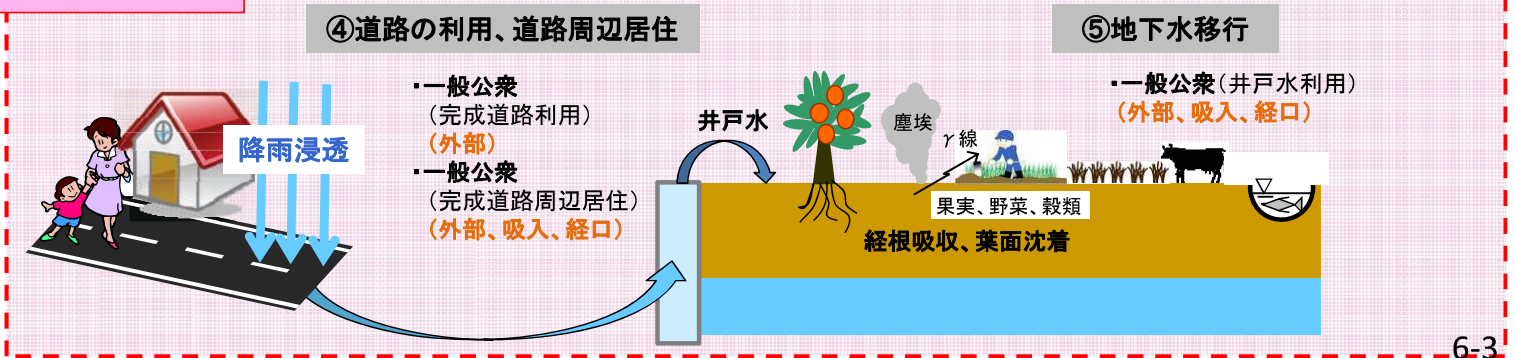 ④道路の利用、道路周辺居住
・一般公衆
(完成道路利用)
(外部)
・一般公衆
(完成道路周辺居住)
(外部、吸入、経口)
降雨浸透
⑤地下水移行
・一般公衆(井戸水利用)
(外部、吸入、経口)
井戸水
塵埃
γ線
果実、野菜、穀類
経根吸収、葉面沈着
6-3